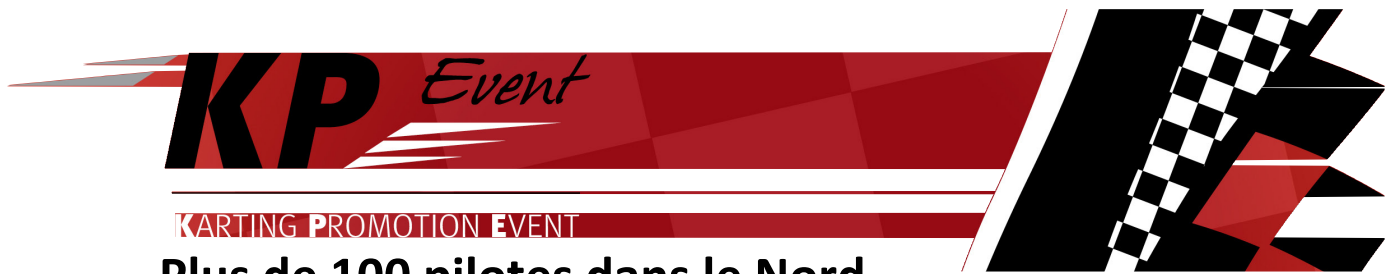 KP Event
KARTING PROMOTION EVENT
Plus de 100 pilotes dans le Nord